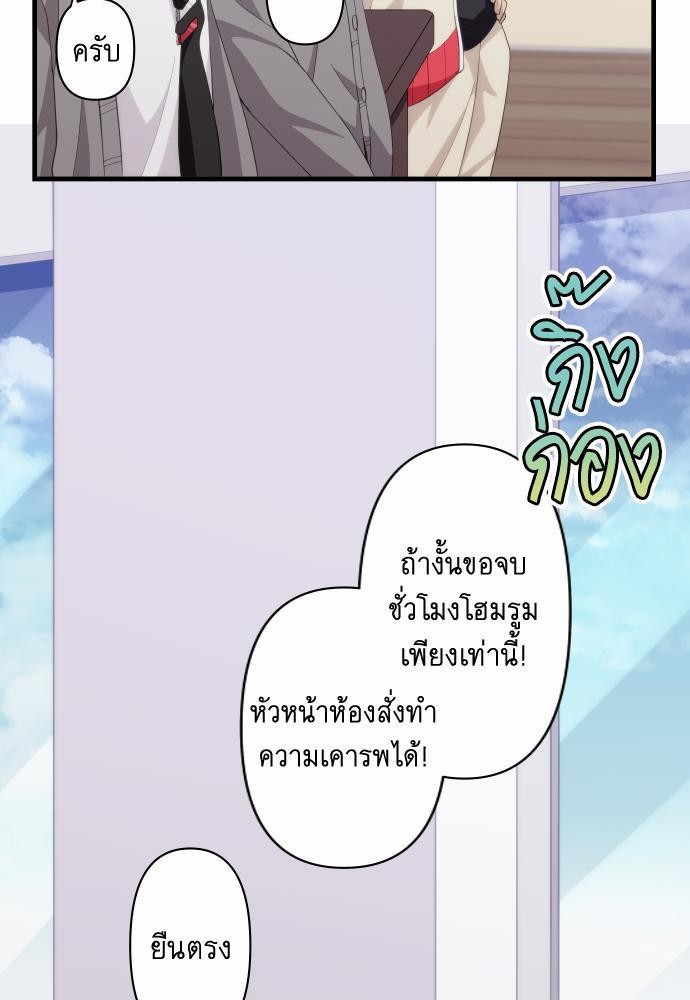 ครับ
กิ๊ง
ก่อง
ถ้างั้นขอจบ
ชั่วโมงโฮมรูม
เพียงเท่านี้!
หัวหน้าห้องสั่งทำ
ความเคารพได้!
ยืนตรง